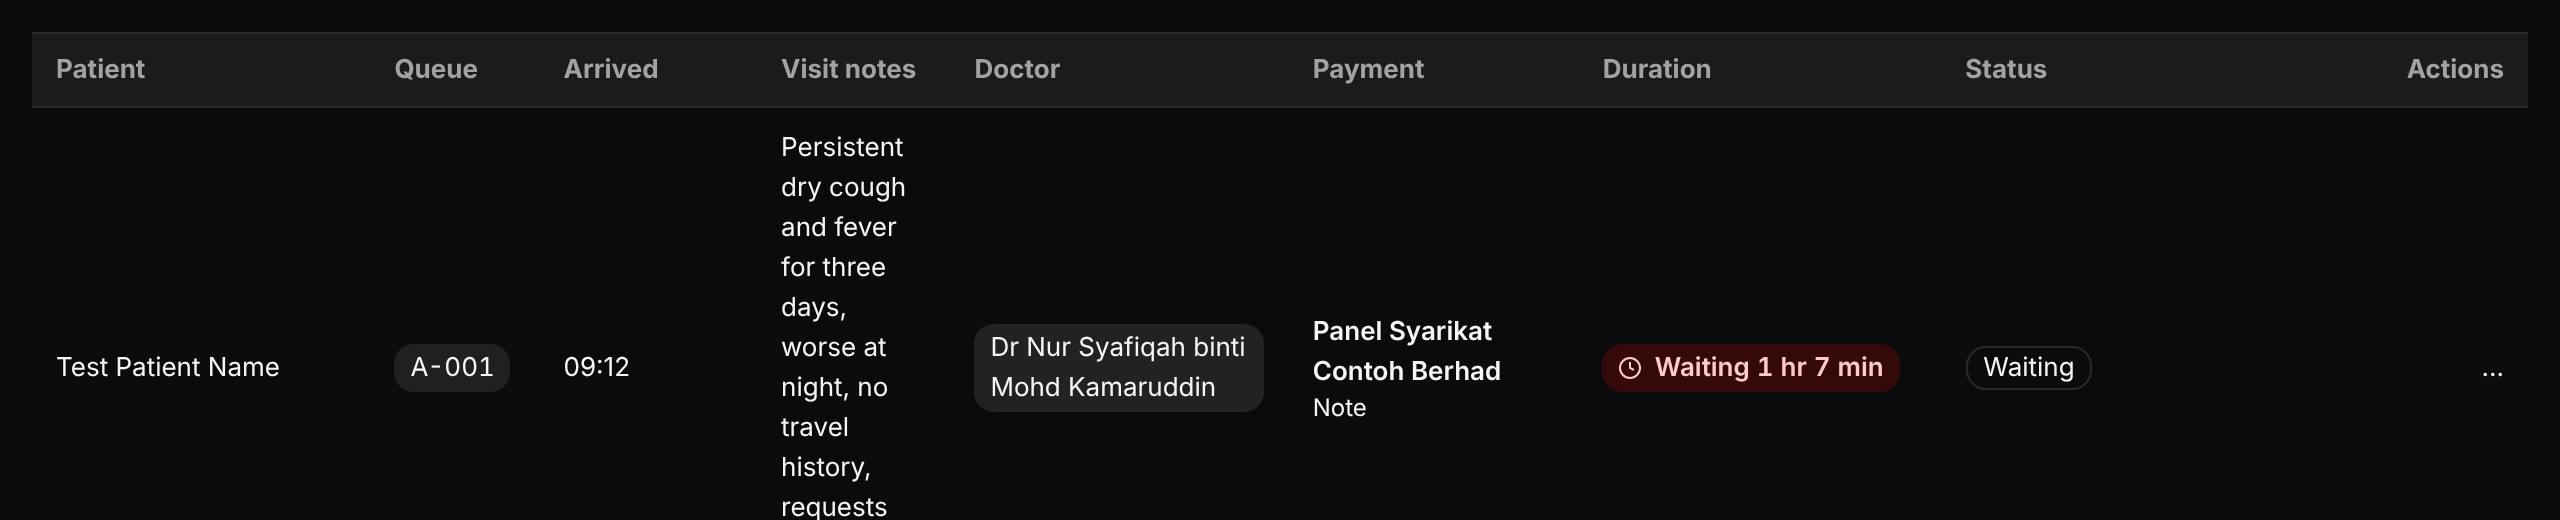 Patient Queue Arrived Visit notes Doctor Payment Duration Status Actions
Test Patient Name
A-001
09:12
Persistent
dry cough
and fever
for three
days,
worse at
night, no
travel
history,
requests
Dr Nur Syafiqah binti
Mohd Kamaruddin
Panel Syarikat
Contoh Berhad
Note
Waiting 1 hr 7 min
Waiting
...